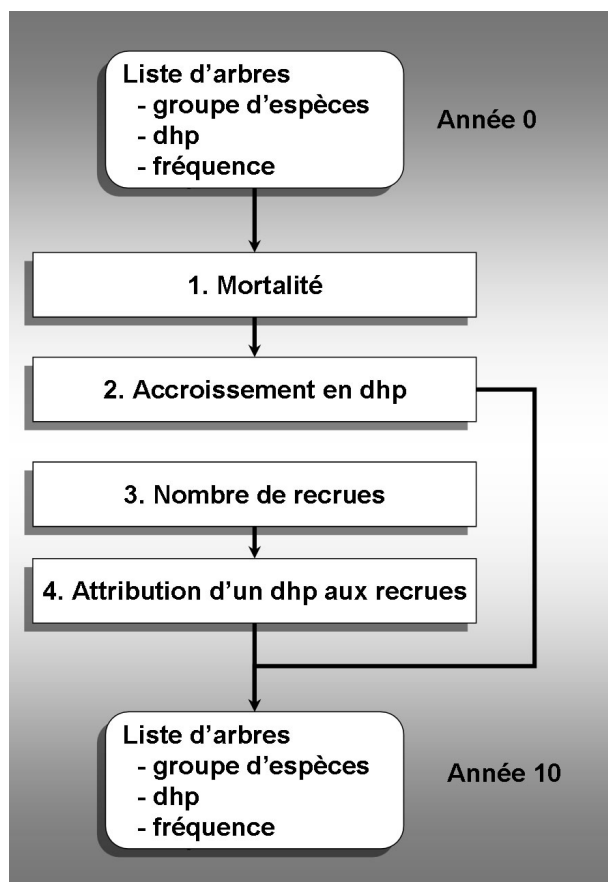 Liste d'arbres
- groupe d'espèces
- dhp
- fréquence
Année 0
1. Mortalité
2. Accroissement en dhp
3. Nombre de recrues
4. Attribution d'un dhp aux recrues
Liste d'arbres
- groupe d'espèces
- dhp
- fréquence
Année 10